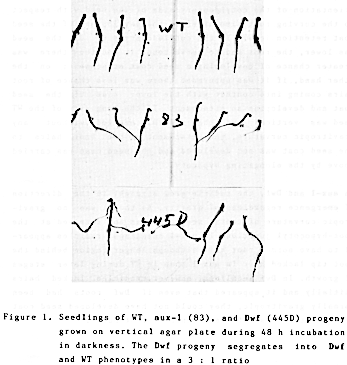 WT
83
445D
Figure 1. Seedlings of WT, aux-1 (83), and Dwf (445D) progeny
grown on vertical agar plate during 48 h incubation
in darkness. The Dwf progeny segregates into Dwf
and WT phenotypes in a 3 : 1 ratio